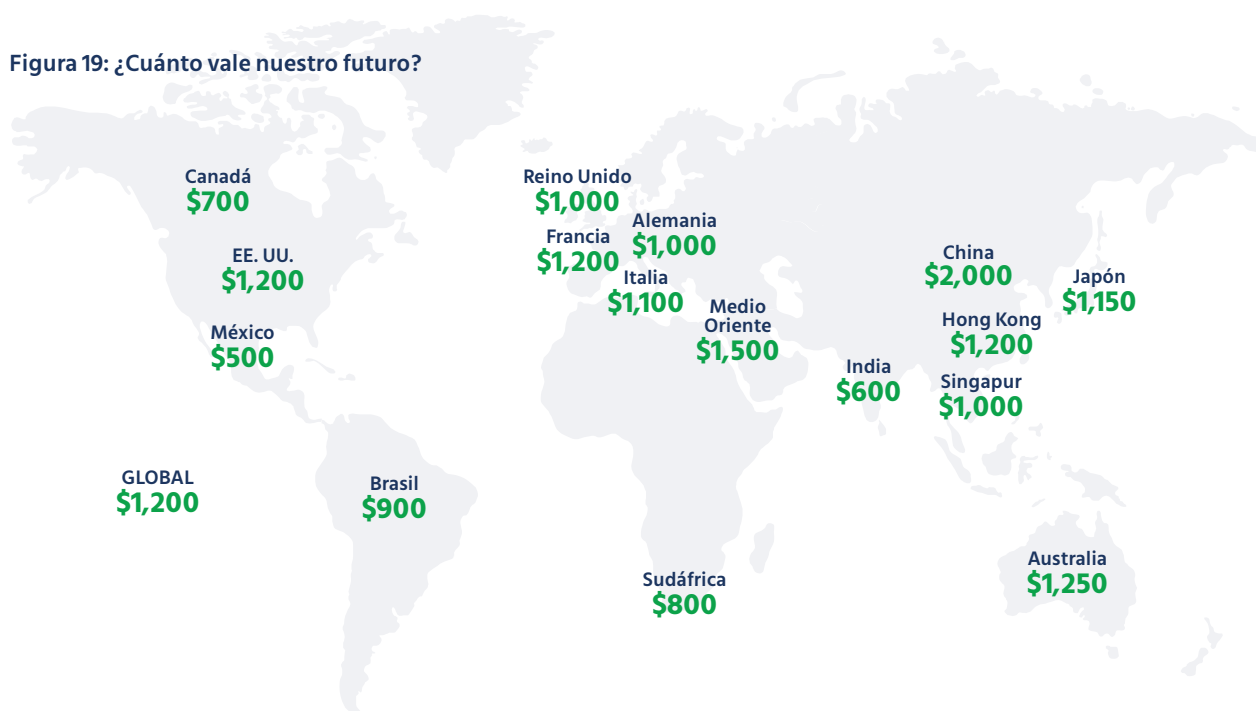 Figura 19: ¿Cuánto vale nuestro futuro?
Canadá
$700
EE. UU.
$1,200
México
$500
GLOBAL
$1,200
Brasil
$900
Reino Unido
$1,000
Alemania
$1,000
Francia
$1,200
Italia
$1,100
Medio
Oriente
$1,500
Sudáfrica
$800
China
$2,000
Japón
$1,150
Hong Kong
$1,200
India
$600
Singapur
$1,000
Australia
$1,250